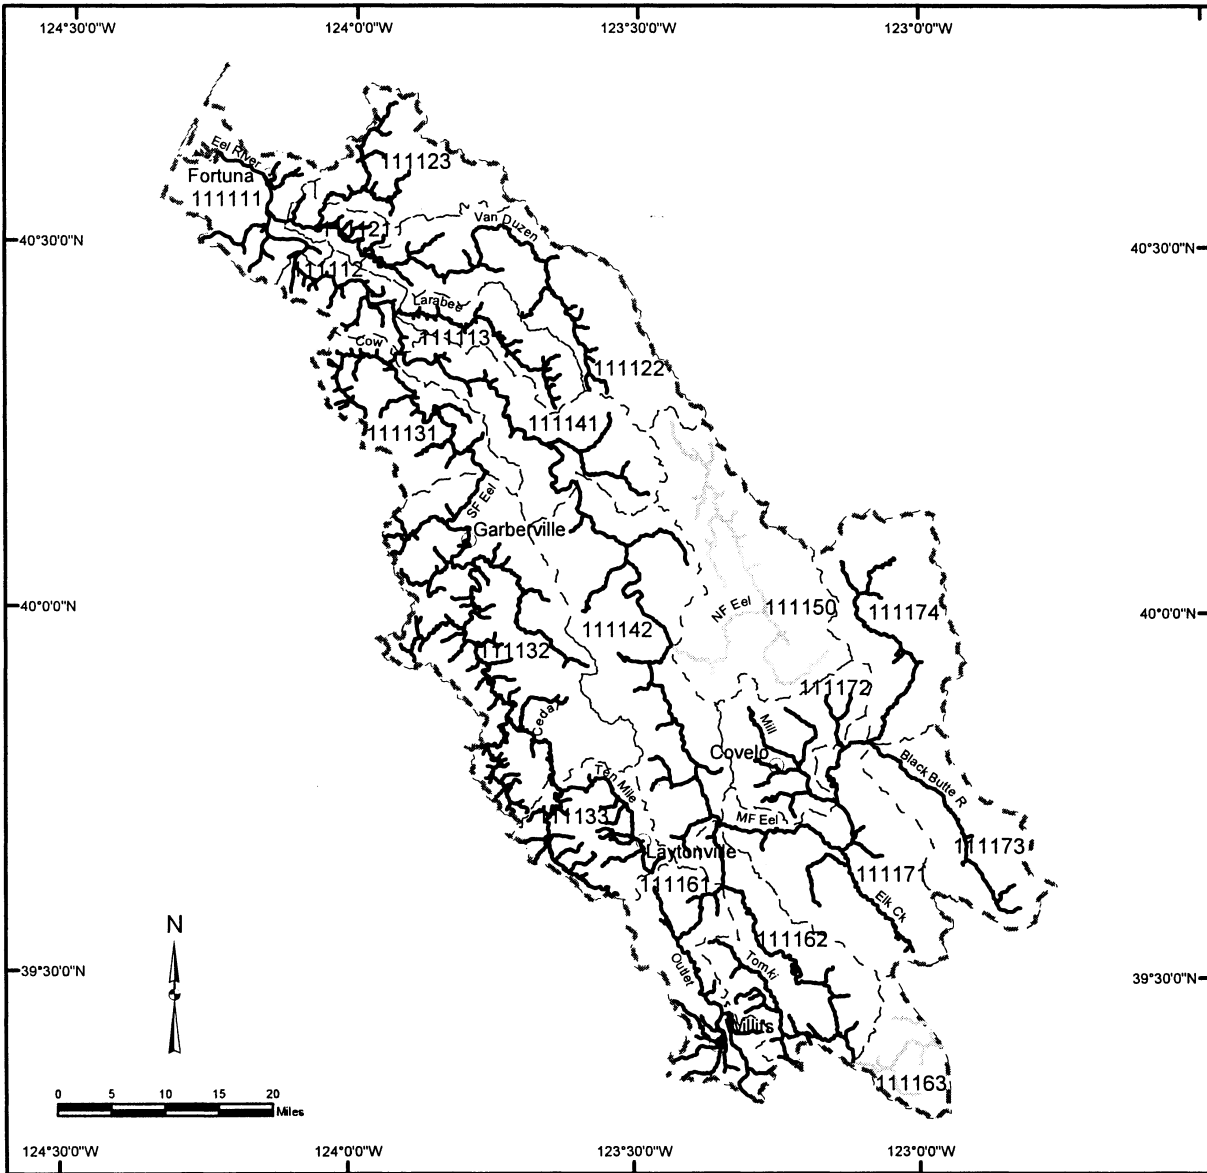 124°30'0"W
124°0'0"W
123°30'0"W
123°0'0"W
Eel River
Fortuna
111111
111123
Van Duzen
111121
40°30'0"N
40°30'0"N
111112
Larabee
111113
Cow
111122
111141
111131
SF Eel
Garberville
NF Eel
111150
111174
40°0'0"N
40°0'0"N
111142
111132
111172
Cedar
Mill
Covelo
Black Butte R
Ten Mile
111133
MF Eel
Laytonville
111173
111161
111171
Elk Ck
111162
Outlet
Tomki
39°30'0"N
39°30'0"N
N
Willits
111163
0 5 10 15 20
Miles
124°30'0"W
124°0'0"W
123°30'0"W
123°0'0"W